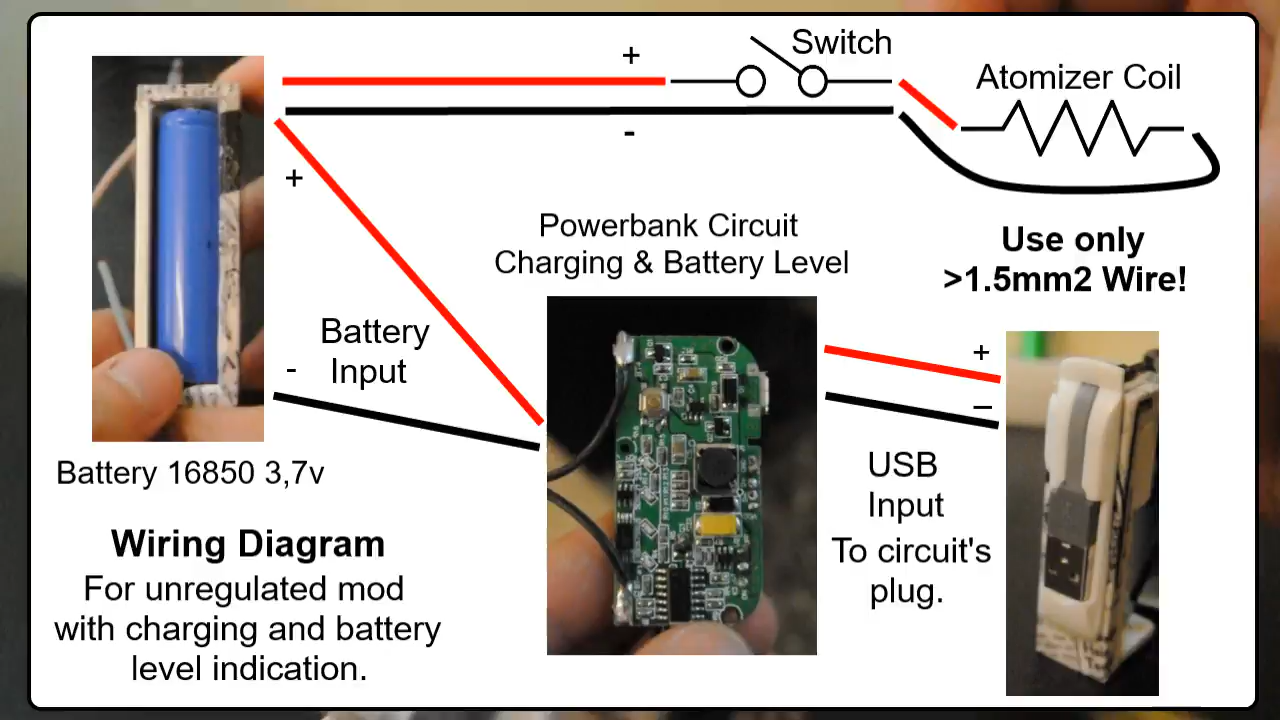 +
Switch
Atomizer Coil
-
+
Powerbank Circuit
Charging & Battery Level
Use only
>1.5mm2 Wire!
Battery
Input
-
+
–
Battery 16850 3,7v
USB
Input
To circuit's
plug.
Wiring Diagram
For unregulated mod
with charging and battery
level indication.